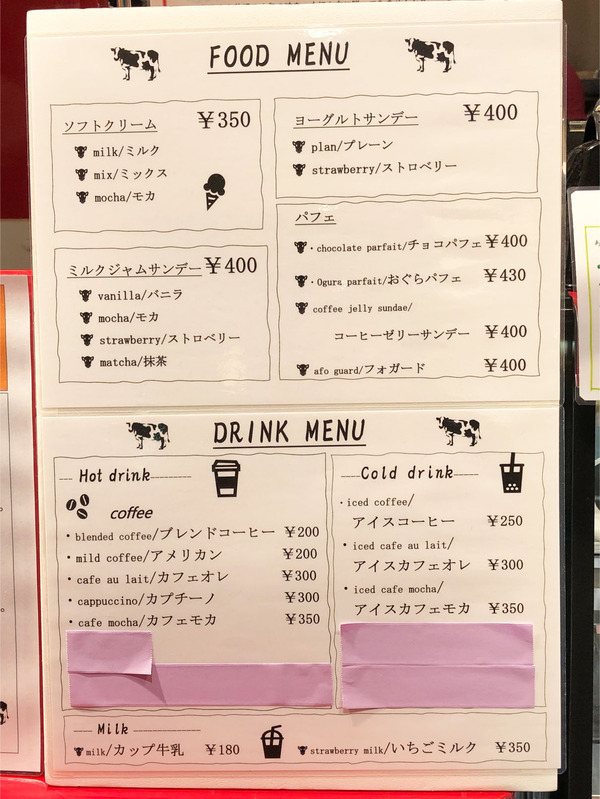 FOOD MENU
ソフトクリーム ¥350
milk/ミルク
mix/ミックス
mocha/モカ
ヨーグルトサンデー ¥400
plan/プレーン
strawberry/ストロベリー
ミルクジャムサンデー ¥400
vanilla/バニラ
mocha/モカ
strawberry/ストロベリー
matcha/抹茶
パフェ
・chocolate parfait/チョコパフェ ¥400
・Ogura parfait/おぐらパフェ ¥430
coffee jelly sundae/
コーヒーゼリーサンデー ¥400
afo guard/フォガード ¥400
DRINK MENU
Hot drink
coffee
・blended coffee/ブレンドコーヒー ¥200
・mild coffee/アメリカン ¥200
・cafe au lait/カフェオレ ¥300
・cappuccino/カプチーノ ¥300
・cafe mocha/カフェモカ ¥350
Cold drink
・iced coffee/
アイスコーヒー ¥250
・iced cafe au lait/
アイスカフェオレ ¥300
・iced cafe mocha/
アイスカフェモカ ¥350
Milk
milk/カップ牛乳 ¥180
strawberry milk/いちごミルク ¥350